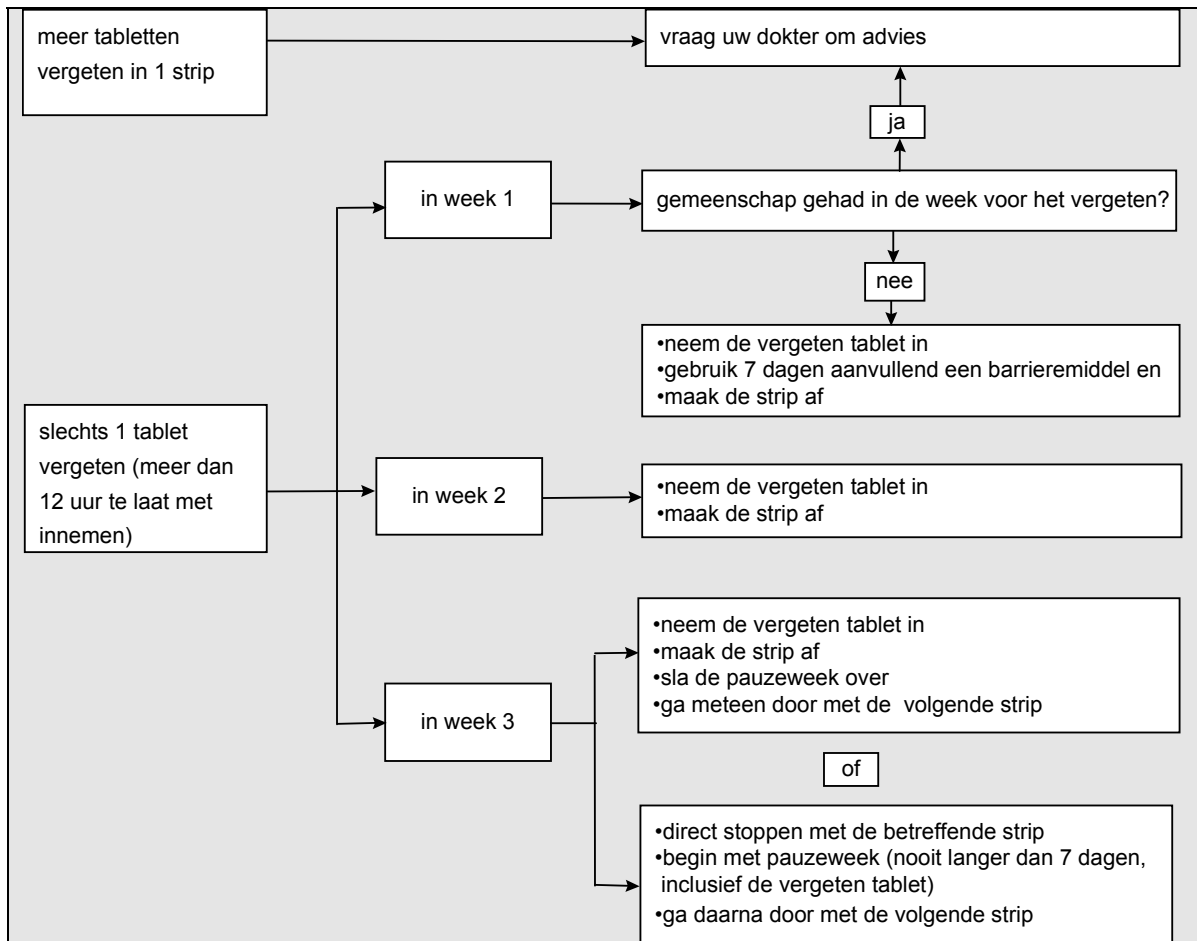 meer tabletten
vergeten in 1 strip
vraag uw dokter om advies
ja
in week 1
gemeenschap gehad in de week voor het vergeten?
nee
•neem de vergeten tablet in
•gebruik 7 dagen aanvullend een barrieremiddel en
•maak de strip af
slechts 1 tablet
vergeten (meer dan
12 uur te laat met
innemen)
in week 2
•neem de vergeten tablet in
•maak de strip af
in week 3
•neem de vergeten tablet in
•maak de strip af
•sla de pauzeweek over
•ga meteen door met de volgende strip
of
•direct stoppen met de betreffende strip
•begin met pauzeweek (nooit langer dan 7 dagen,
inclusief de vergeten tablet)
•ga daarna door met de volgende strip